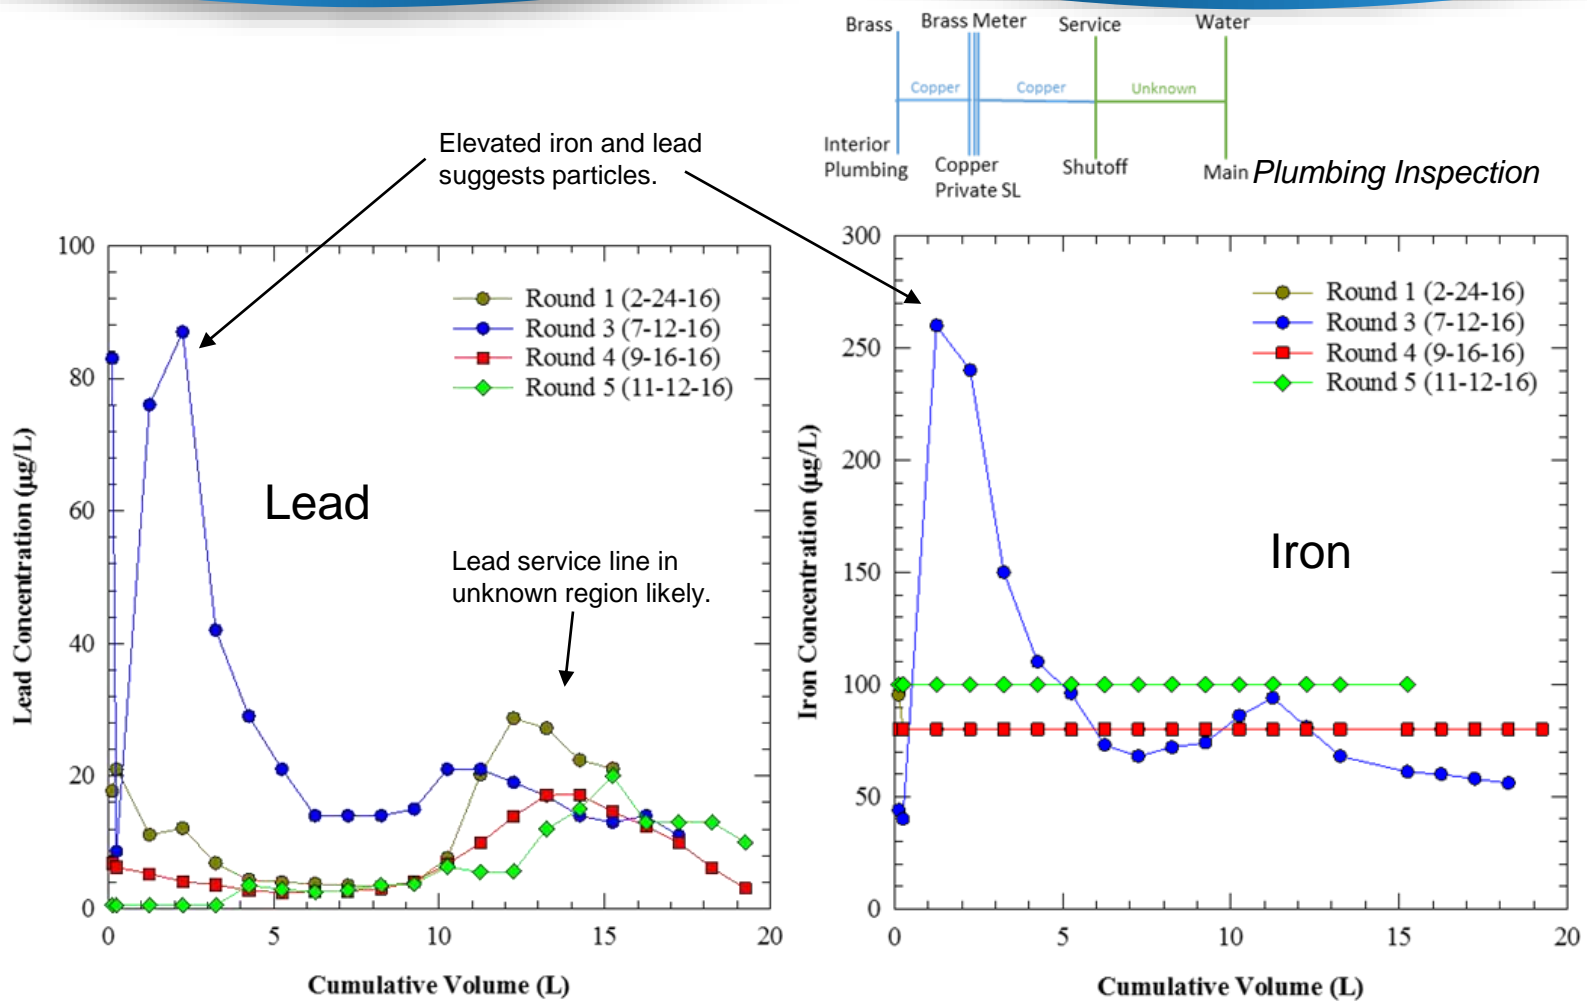 Brass
Brass Meter
Service
Water
Copper
Copper
Unknown
Interior
Plumbing
Copper
Private SL
Shutoff
Main
Plumbing Inspection
Elevated iron and lead
suggests particles.
100
80
60
40
20
0
Lead Concentration (µg/L)
Round 1 (2-24-16)
Round 3 (7-12-16)
Round 4 (9-16-16)
Round 5 (11-12-16)
Lead
Lead service line in
unknown region likely.
0
5
10
15
20
Cumulative Volume (L)
300
250
200
150
100
50
0
Iron Concentration (µg/L)
Round 1 (2-24-16)
Round 3 (7-12-16)
Round 4 (9-16-16)
Round 5 (11-12-16)
Iron
0
5
10
15
20
Cumulative Volume (L)